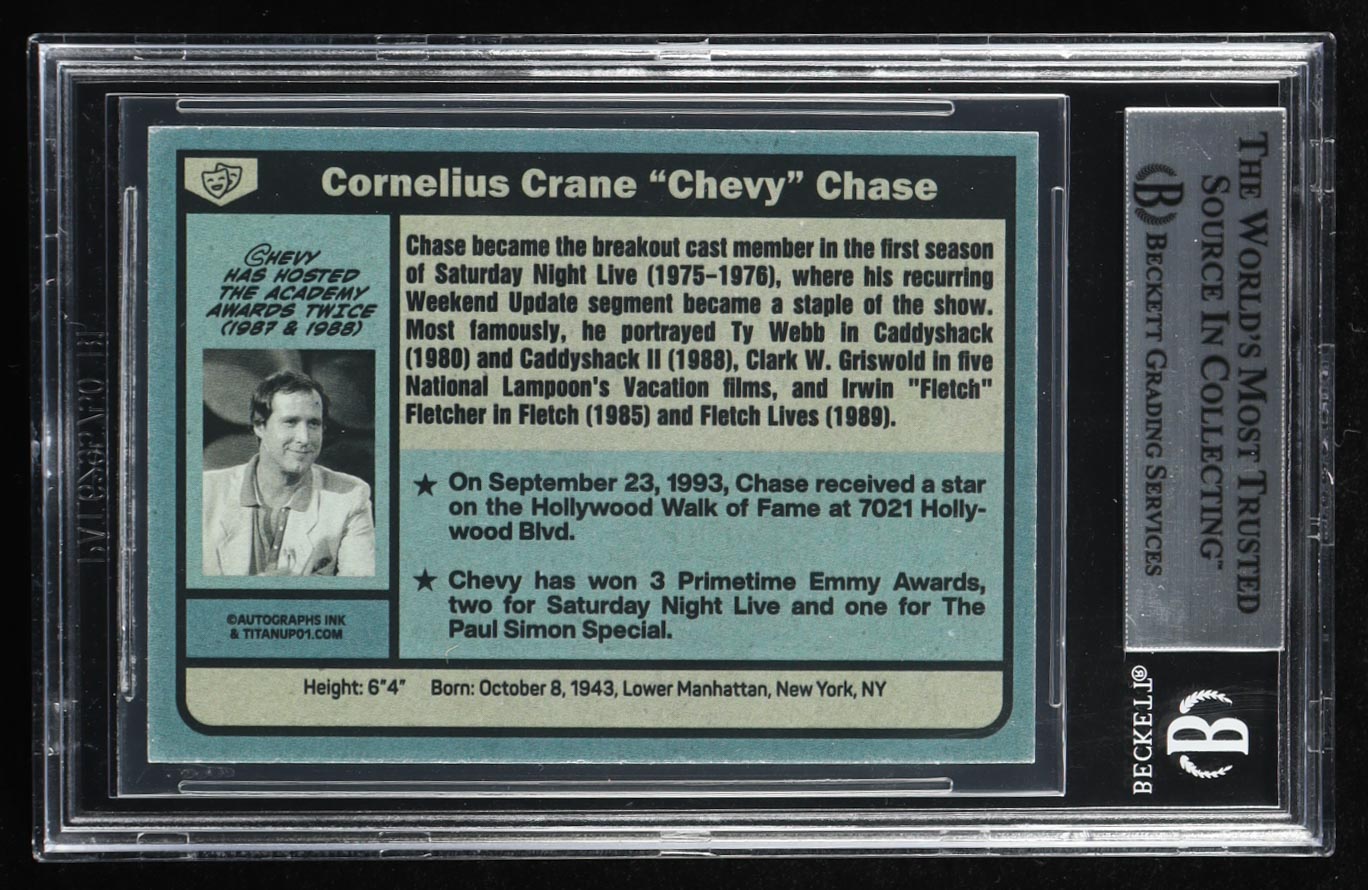 Cornelius Crane “Chevy” Chase
CHEVY
HAS HOSTED
THE ACADEMY
AWARDS TWICE
(1987 & 1988)
©AUTOGRAPHS INK
& TITANUP01.COM
Chase became the breakout cast member in the first season
of Saturday Night Live (1975–1976), where his recurring
Weekend Update segment became a staple of the show.
Most famously, he portrayed Ty Webb in Caddyshack
(1980) and Caddyshack II (1988), Clark W. Griswold in five
National Lampoon's Vacation films, and Irwin "Fletch"
Fletcher in Fletch (1985) and Fletch Lives (1989).
★ On September 23, 1993, Chase received a star
on the Hollywood Walk of Fame at 7021 Holly-
wood Blvd.
★ Chevy has won 3 Primetime Emmy Awards,
two for Saturday Night Live and one for The
Paul Simon Special.
Height: 6”4” Born: October 8, 1943, Lower Manhattan, New York, NY
THE WORLD'S MOST TRUSTED
SOURCE IN COLLECTING™
B BECKETT GRADING SERVICES
BECKETT®
B